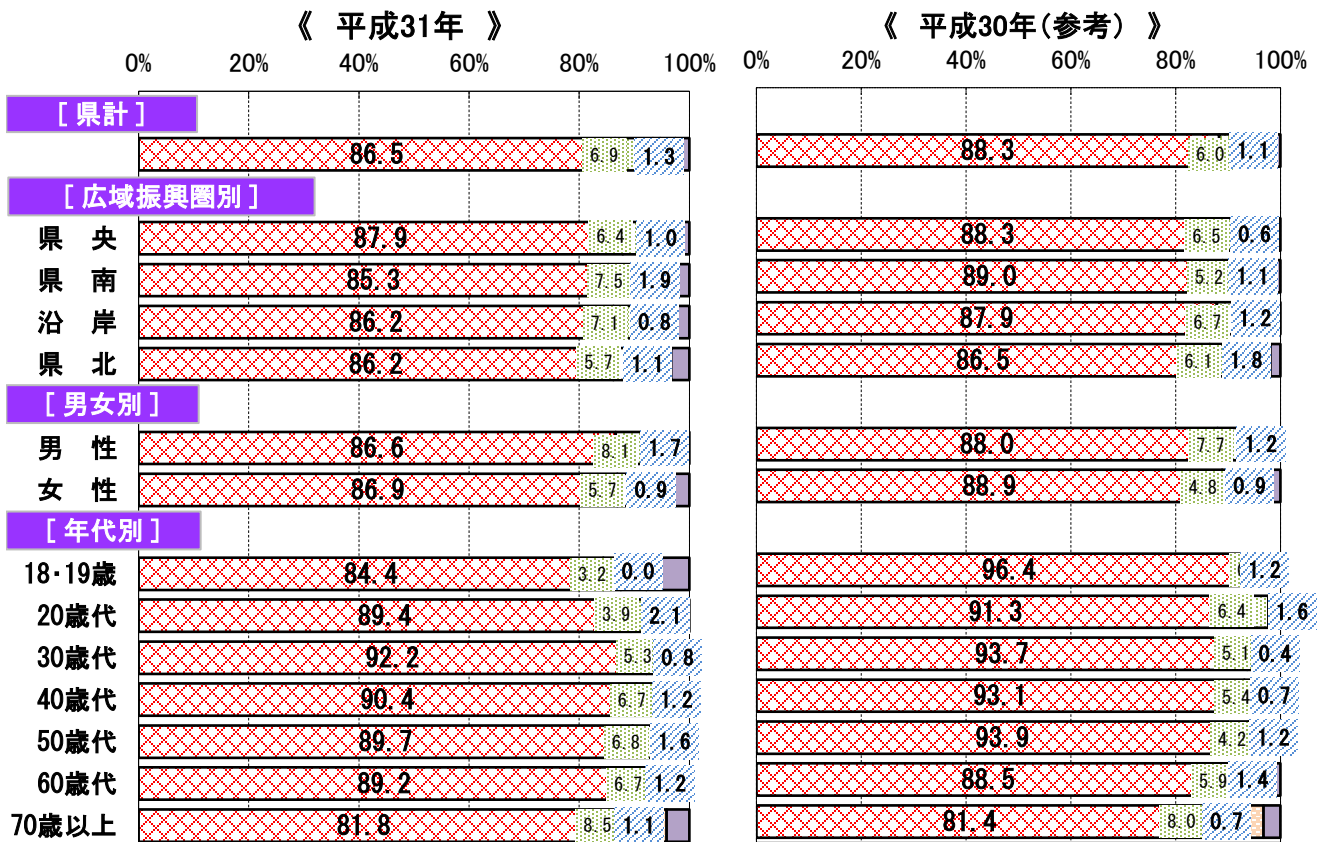 《 平成31年 》 《 平成30年(参考) 》
0% 20% 40% 60% 80% 100% 0% 20% 40% 60% 80% 100%
[ 県計 ]
86.5 6.9 1.3 88.3 6.0 1.1
[ 広域振興圏別 ]
県 央 87.9 6.4 1.0 88.3 6.5 0.6
県 南 85.3 7.5 1.9 89.0 5.2 1.1
沿 岸 86.2 7.1 0.8 87.9 6.7 1.2
県 北 86.2 5.7 1.1 86.5 6.1 1.8
[ 男女別 ]
男 性 86.6 8.1 1.7 88.0 7.7 1.2
女 性 86.9 5.7 0.9 88.9 4.8 0.9
[ 年代別 ]
18・19歳 84.4 3.2 0.0 96.4 1.2
20歳代 89.4 3.9 2.1 91.3 6.4 1.6
30歳代 92.2 5.3 0.8 93.7 5.1 0.4
40歳代 90.4 6.7 1.2 93.1 5.4 0.7
50歳代 89.7 6.8 1.6 93.9 4.2 1.2
60歳代 89.2 6.7 1.2 88.5 5.9 1.4
70歳以上 81.8 8.5 1.1 81.4 8.0 0.7